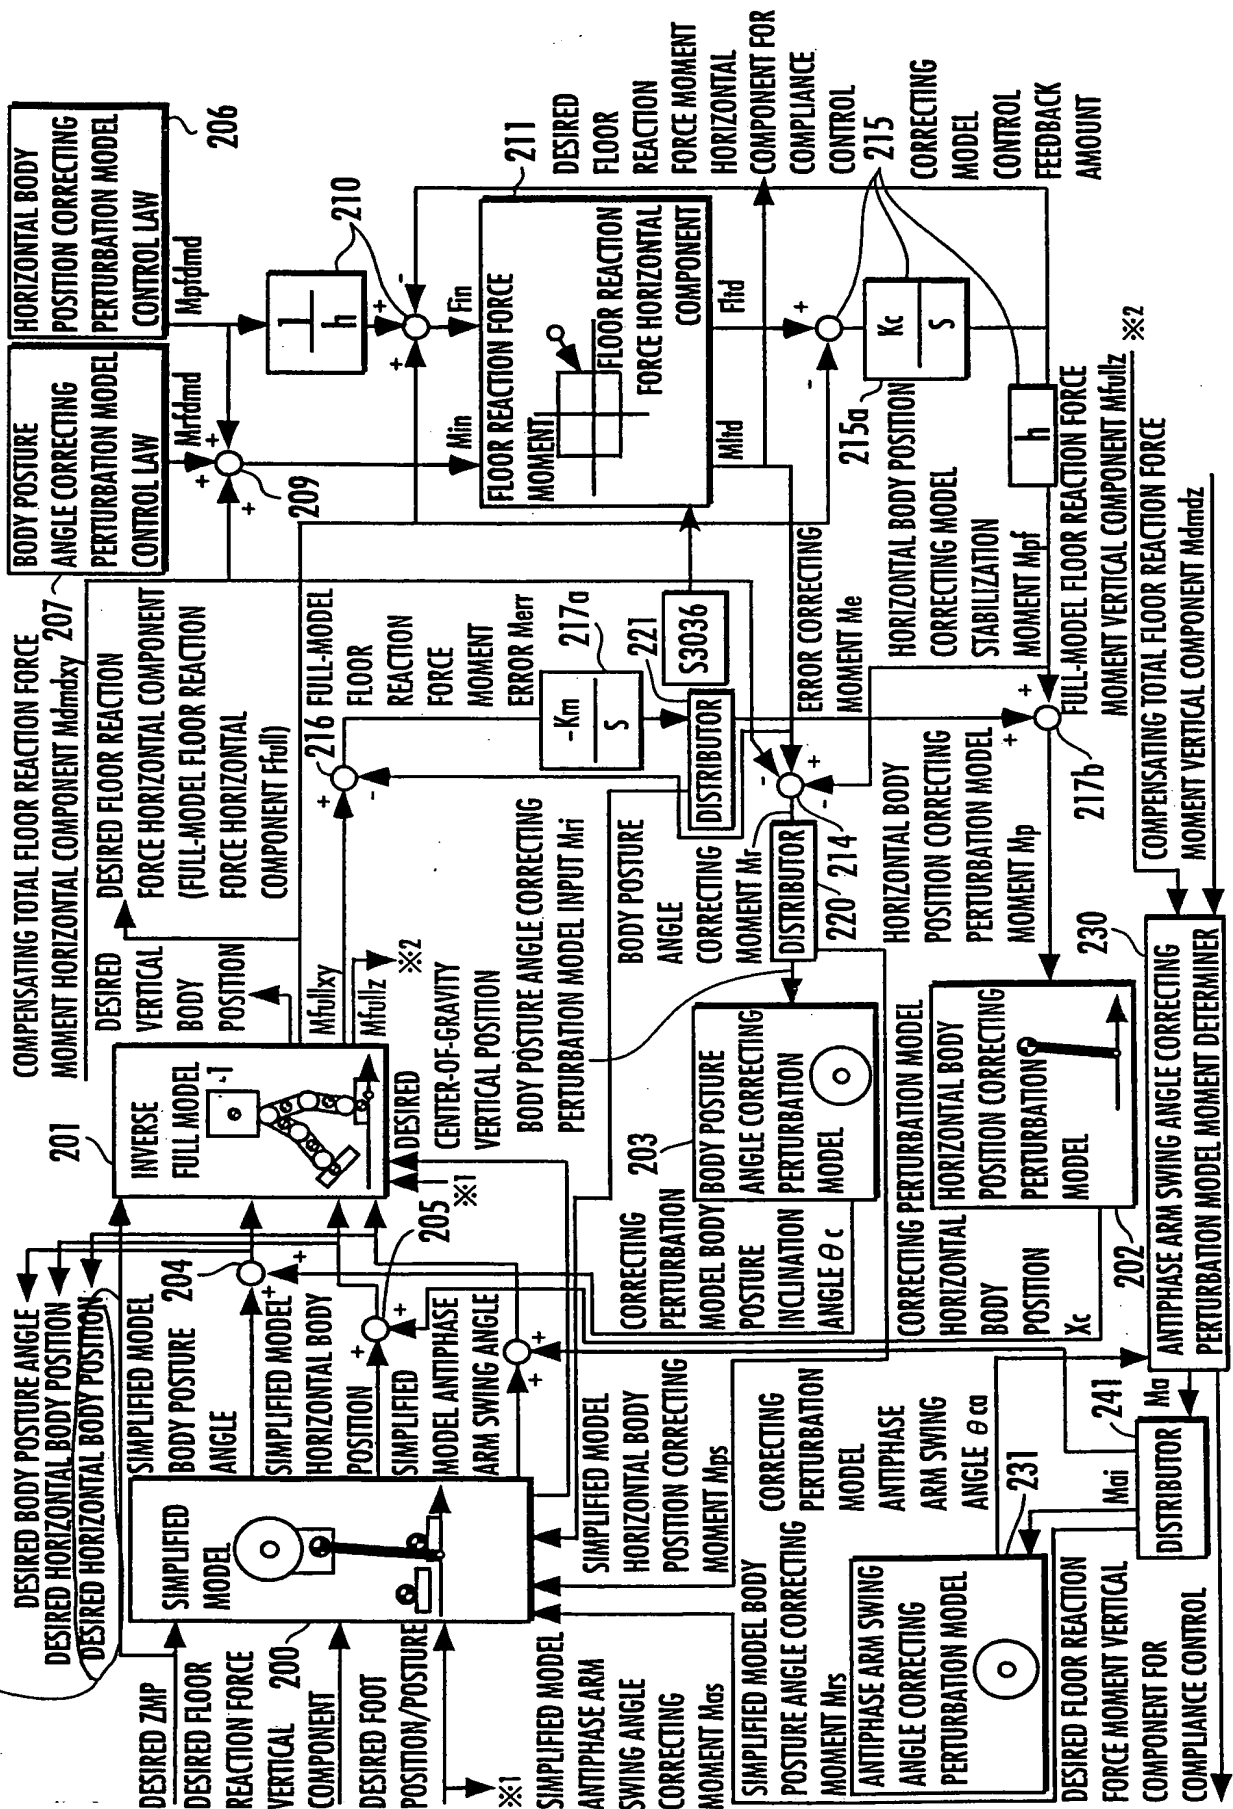 DESIRED BODY POSTURE ANGLE
DESIRED HORIZONTAL BODY POSITION
DESIRED HORIZONTAL BODY POSITION
DESIRED ZMP
DESIRED FLOOR
REACTION FORCE
VERTICAL
COMPONENT
200
DESIRED FOOT
POSITION/POSTURE
※1
SIMPLIFIED
MODEL
SIMPLIFIED MODEL
BODY POSTURE
ANGLE
204
SIMPLIFIED MODEL
HORIZONTAL BODY
POSITION
205
SIMPLIFIED
MODEL ANTIPHASE
ARM SWING ANGLE
201
INVERSE
FULL MODEL
※1
DESIRED
CENTER-OF-GRAVITY
VERTICAL POSITION
COMPENSATING TOTAL FLOOR REACTION FORCE
MOMENT HORIZONTAL COMPONENT Mdmdxy
DESIRED
VERTICAL
BODY
POSITION
DESIRED FLOOR REACTION
FORCE HORIZONTAL COMPONENT
(FULL-MODEL FLOOR REACTION
FORCE HORIZONTAL
COMPONENT Ffull)
Mfullxy
Mfullz
※2
207
BODY POSTURE
ANGLE CORRECTING
PERTURBATION MODEL
CONTROL LAW
Mrfdmd
206
HORIZONTAL BODY
POSITION CORRECTING
PERTURBATION MODEL
CONTROL LAW
Mpfdmd
209
1
h
210
Min
Fin
211
FLOOR REACTION FORCE
MOMENT
FLOOR REACTION
FORCE HORIZONTAL
COMPONENT
Mltd
Fltd
DESIRED
FLOOR
REACTION
FORCE MOMENT
HORIZONTAL
COMPONENT FOR
COMPLIANCE
CONTROL
215
CORRECTING
MODEL
CONTROL
FEEDBACK
AMOUNT
215a
Kc
S
h
216
FULL-MODEL
FLOOR
REACTION
FORCE
MOMENT
ERROR Merr
217a
-Km
S
221
DISTRIBUTOR
S3036
ERROR CORRECTING
MOMENT Me
HORIZONTAL BODY POSITION
CORRECTING MODEL
STABILIZATION
MOMENT Mpf
BODY POSTURE ANGLE CORRECTING
PERTURBATION MODEL INPUT Mri
BODY POSTURE
ANGLE
CORRECTING
MOMENT Mr
DISTRIBUTOR
220
214
HORIZONTAL BODY
POSITION CORRECTING
PERTURBATION MODEL
MOMENT Mp
217b
FULL-MODEL FLOOR REACTION FORCE
MOMENT VERTICAL COMPONENT Mfullz
※2
COMPENSATING TOTAL FLOOR REACTION FORCE
MOMENT VERTICAL COMPONENT Mdmdz
203
BODY POSTURE
ANGLE CORRECTING
PERTURBATION
MODEL
CORRECTING
PERTURBATION
MODEL BODY
POSTURE
INCLINATION
ANGLE θc
HORIZONTAL BODY
POSITION CORRECTING
PERTURBATION
MODEL
202
CORRECTING PERTURBATION MODEL
HORIZONTAL
BODY
POSITION
Xc
230
ANTIPHASE ARM SWING ANGLE CORRECTING
PERTURBATION MODEL MOMENT DETERMINER
SIMPLIFIED MODEL
HORIZONTAL BODY
POSITION CORRECTING
MOMENT Mps
CORRECTING
PERTURBATION
MODEL
ANTIPHASE
ARM SWING
ANGLE θca
231
Ma
241
DISTRIBUTOR
Mai
SIMPLIFIED MODEL
ANTIPHASE ARM
SWING ANGLE
CORRECTING
MOMENT Mas
SIMPLIFIED MODEL BODY
POSTURE ANGLE CORRECTING
MOMENT Mrs
ANTIPHASE ARM SWING
ANGLE CORRECTING
PERTURBATION MODEL
DESIRED FLOOR REACTION
FORCE MOMENT VERTICAL
COMPONENT FOR
COMPLIANCE CONTROL